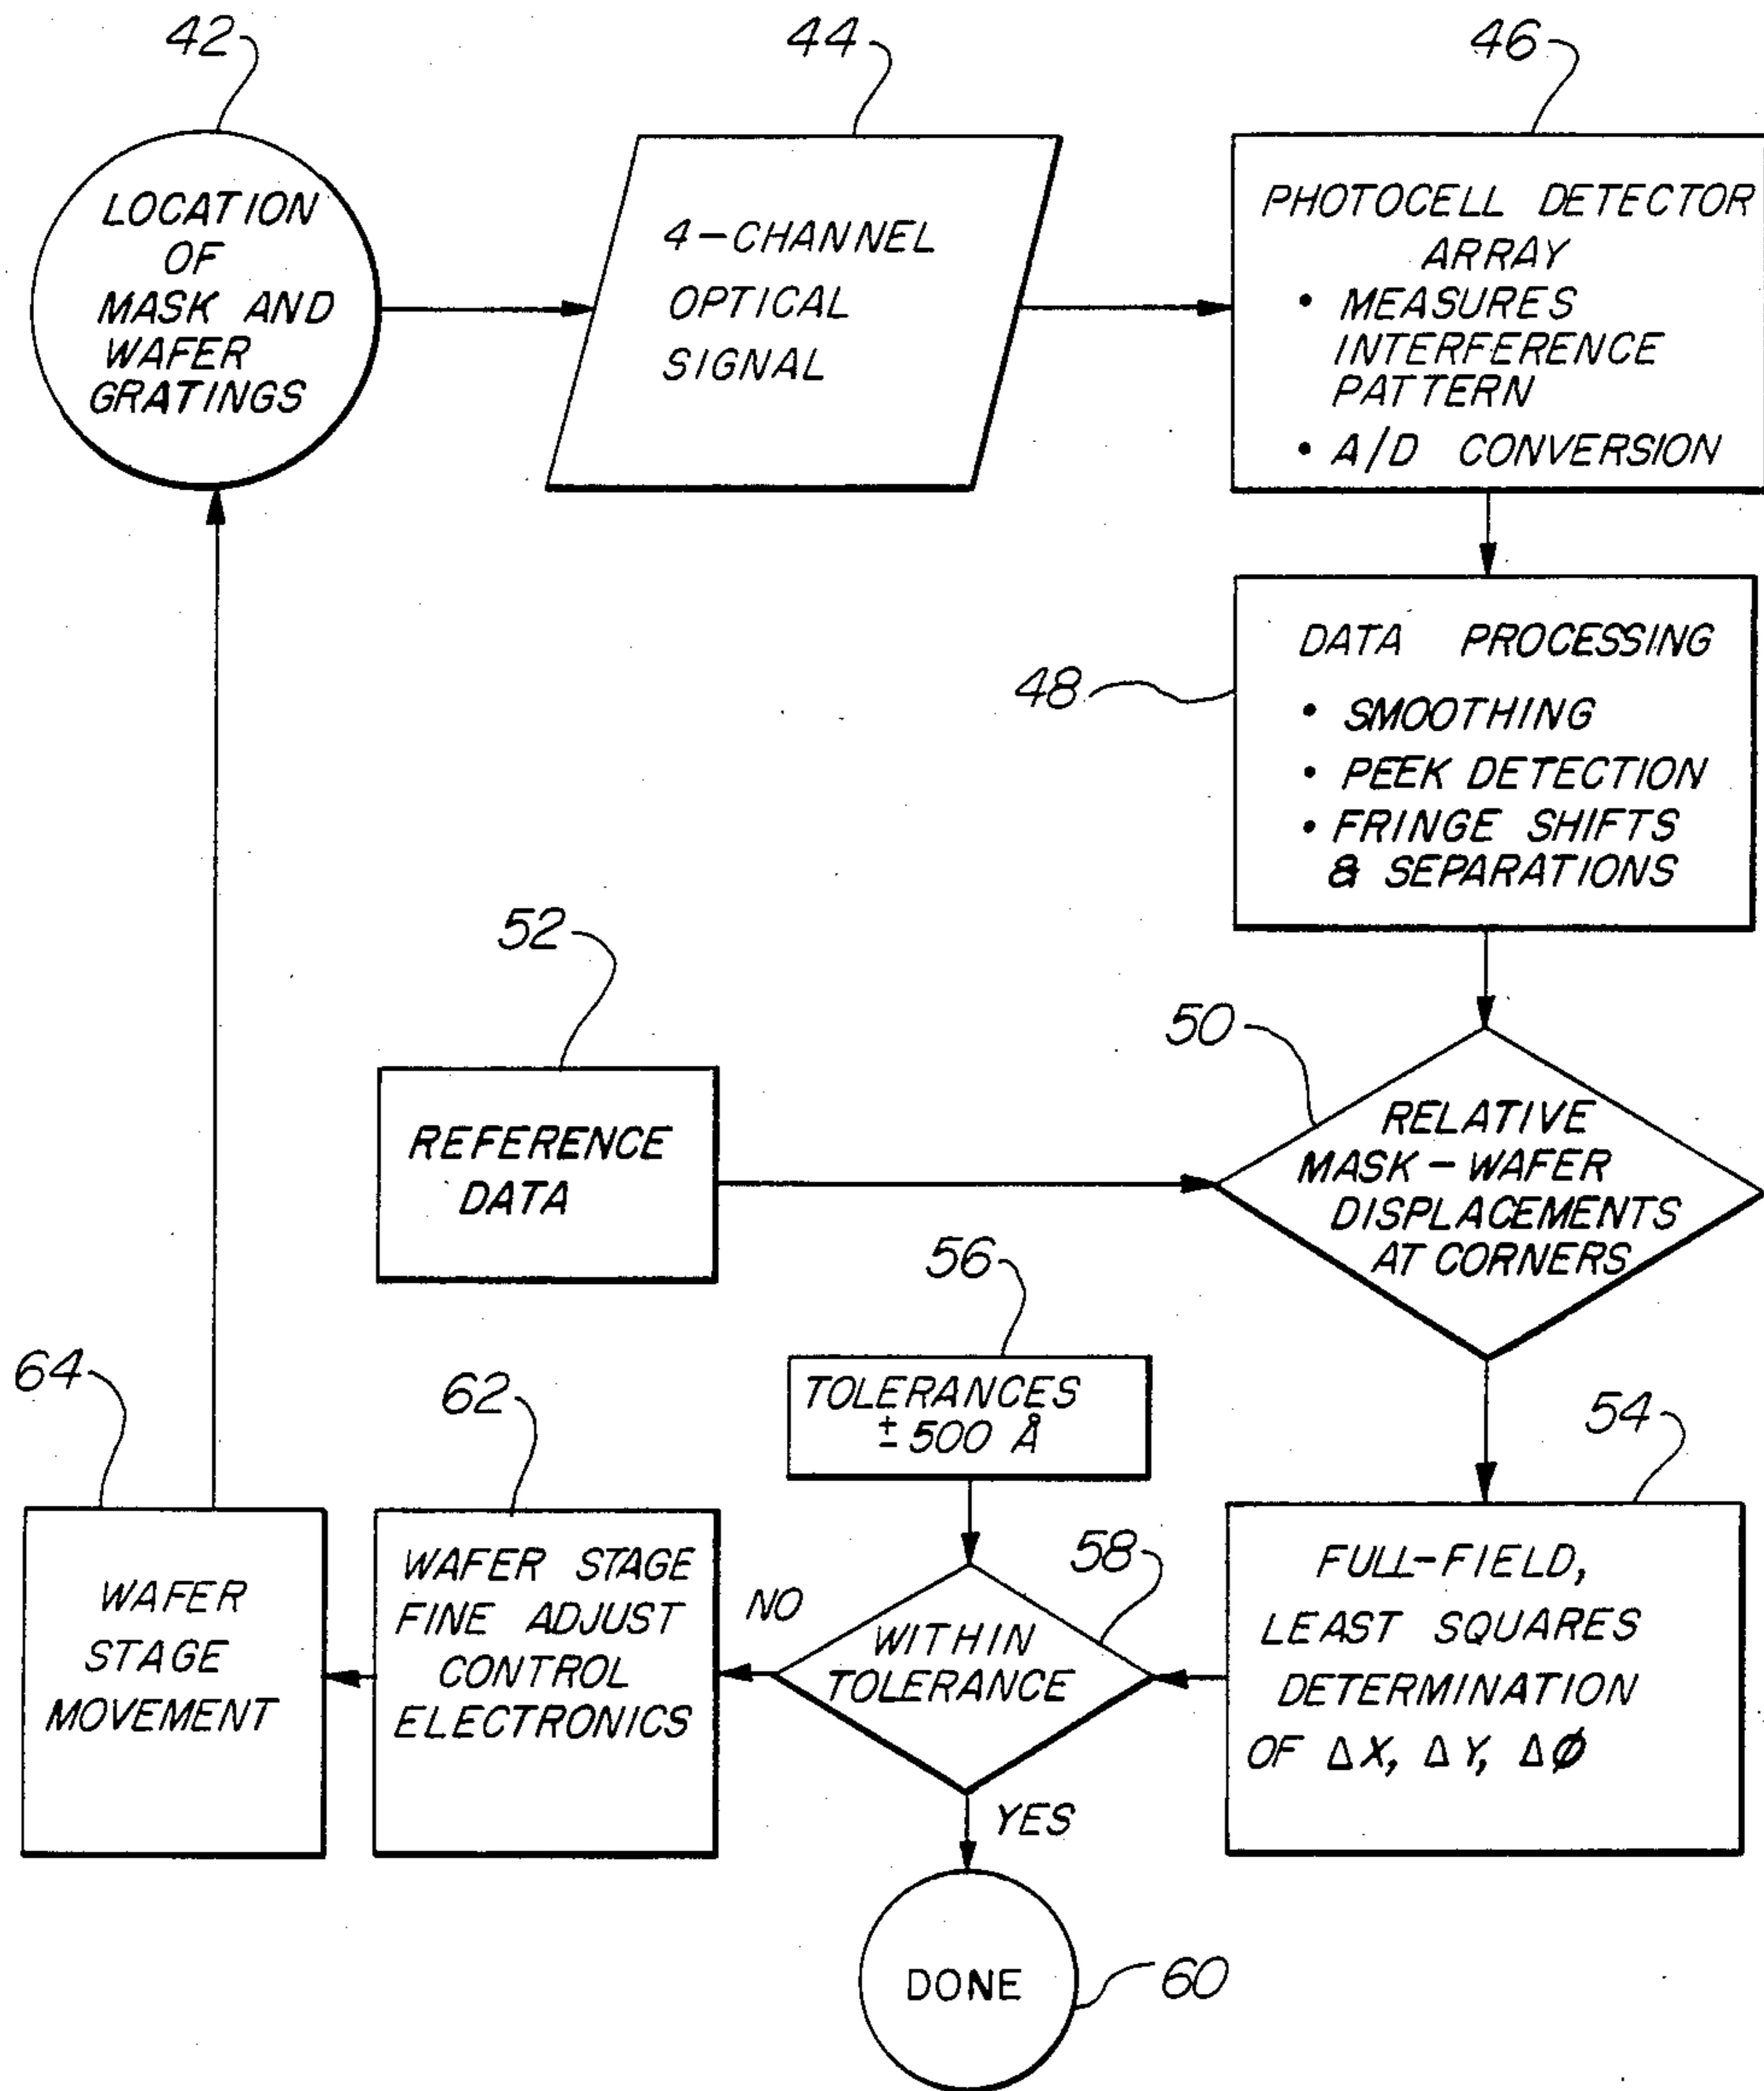 42
44
46
LOCATION
OF
MASK AND
WAFER
GRATINGS
4-CHANNEL
OPTICAL
SIGNAL
PHOTOCELL DETECTOR
ARRAY
• MEASURES
INTERFERENCE
PATTERN
• A/D CONVERSION
48
DATA PROCESSING
• SMOOTHING
• PEEK DETECTION
• FRINGE SHIFTS
& SEPARATIONS
52
50
REFERENCE
DATA
RELATIVE
MASK-WAFER
DISPLACEMENTS
AT CORNERS
56
TOLERANCES
±500 Å
64
62
58
54
WAFER
STAGE
MOVEMENT
WAFER STAGE
FINE ADJUST
CONTROL
ELECTRONICS
NO
WITHIN
TOLERANCE
FULL-FIELD,
LEAST SQUARES
DETERMINATION
OF ΔX, ΔY, ΔØ
YES
DONE
60